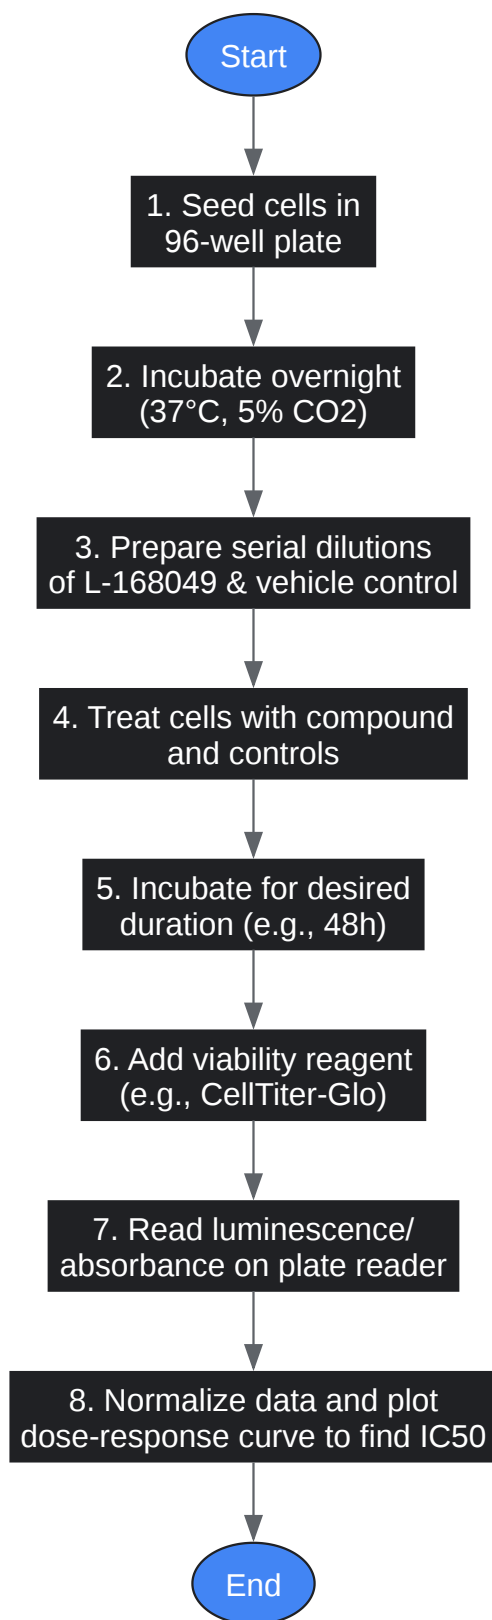 Start
1. Seed cells in
96-well plate
2. Incubate overnight
(37°C, 5% CO2)
3. Prepare serial dilutions
of L-168049 & vehicle control
4. Treat cells with compound
and controls
5. Incubate for desired
duration (e.g., 48h)
6. Add viability reagent
(e.g., CellTiter-Glo)
7. Read luminescence/
absorbance on plate reader
8. Normalize data and plot
dose-response curve to find IC50
End